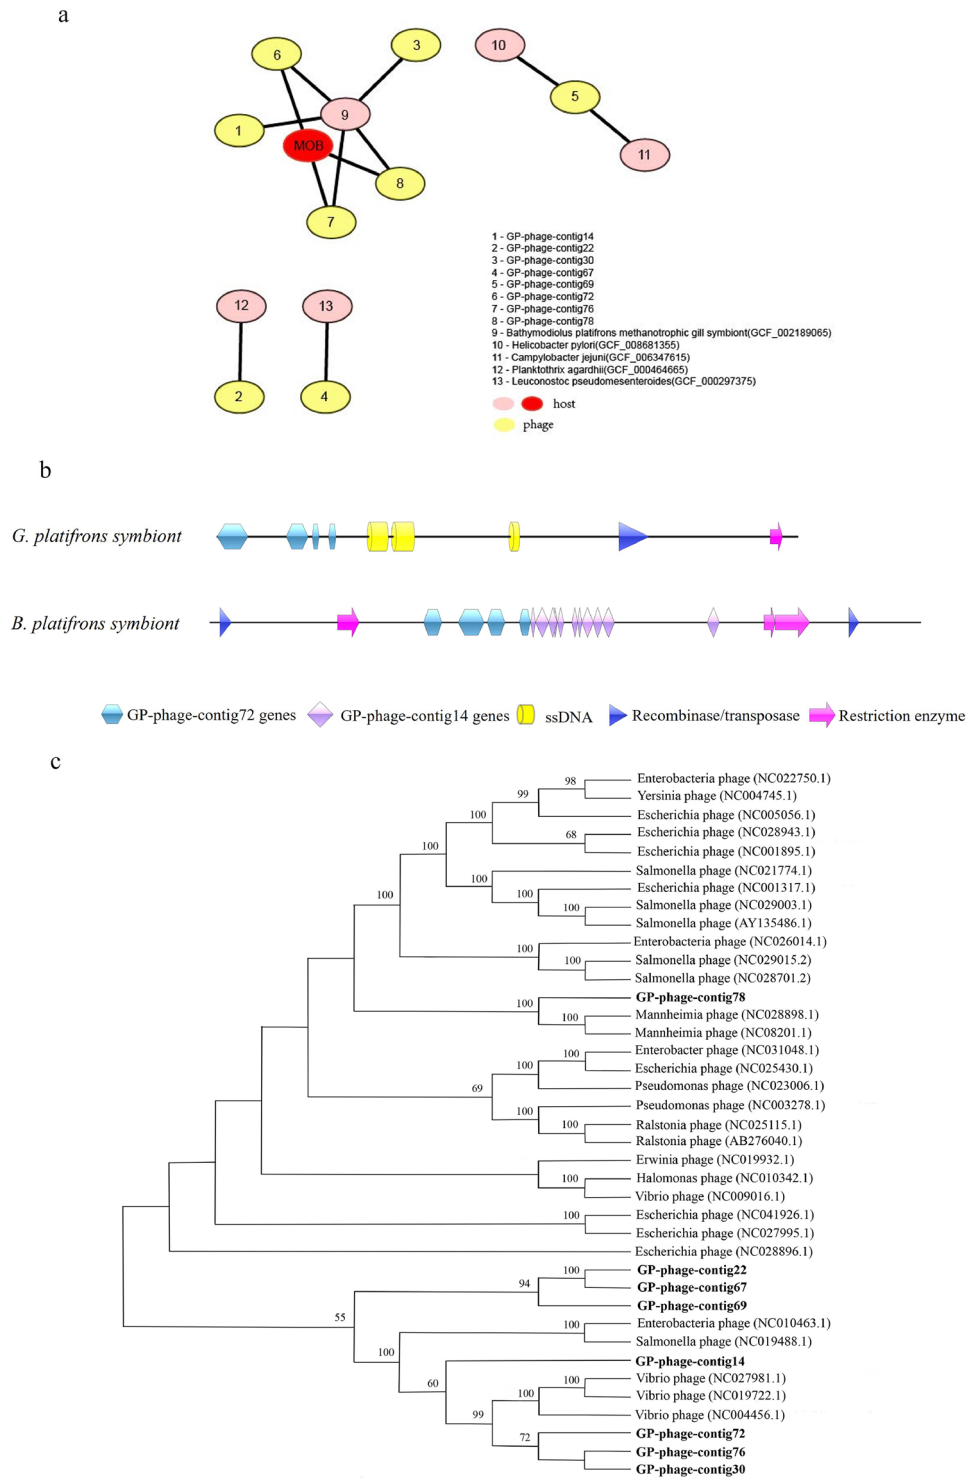 a
6
3
10
9
5
1
MOB
11
8
7
1 - GP-phage-contig14
2 - GP-phage-contig22
3 - GP-phage-contig30
4 - GP-phage-contig67
5 - GP-phage-contig69
6 - GP-phage-contig72
7 - GP-phage-contig76
8 - GP-phage-contig78
9 - Bathymodiolus platifrons methanotrophic gill symbiont(GCF_002189065)
10 - Helicobacter pylori(GCF_008681355)
11 - Campylobacter jejuni(GCF_006347615)
12 - Planktothrix agardhii(GCF_000464665)
13 - Leuconostoc pseudomesenteroides(GCF_000297375)
12
13
2
4
host
phage
b
G. platifrons symbiont
B. platifrons symbiont
GP-phage-contig72 genes
GP-phage-contig14 genes
ssDNA
Recombinase/transposase
Restriction enzyme
c
98
Enterobacteria phage (NC022750.1)
99
Yersinia phage (NC004745.1)
100
Escherichia phage (NC005056.1)
68
Escherichia phage (NC028943.1)
100
Escherichia phage (NC001895.1)
Salmonella phage (NC021774.1)
100
Escherichia phage (NC001317.1)
100
100
Salmonella phage (NC029003.1)
100
Salmonella phage (AY135486.1)
Enterobacteria phage (NC026014.1)
100
Salmonella phage (NC029015.2)
100
Salmonella phage (NC028701.2)
GP-phage-contig78
100
Mannheimia phage (NC028898.1)
100
Mannheimia phage (NC08201.1)
Enterobacter phage (NC031048.1)
100
Escherichia phage (NC025430.1)
100
Pseudomonas phage (NC023006.1)
69
Pseudomonas phage (NC003278.1)
100
Ralstonia phage (NC025115.1)
100
Ralstonia phage (AB276040.1)
Erwinia phage (NC019932.1)
Halomonas phage (NC010342.1)
100
Vibrio phage (NC009016.1)
Escherichia phage (NC041926.1)
100
Escherichia phage (NC027995.1)
Escherichia phage (NC028896.1)
GP-phage-contig22
100
GP-phage-contig67
94
GP-phage-contig69
55
Enterobacteria phage (NC010463.1)
100
Salmonella phage (NC019488.1)
100
GP-phage-contig14
60
Vibrio phage (NC027981.1)
100
Vibrio phage (NC019722.1)
100
Vibrio phage (NC004456.1)
99
GP-phage-contig72
72
GP-phage-contig76
GP-phage-contig30